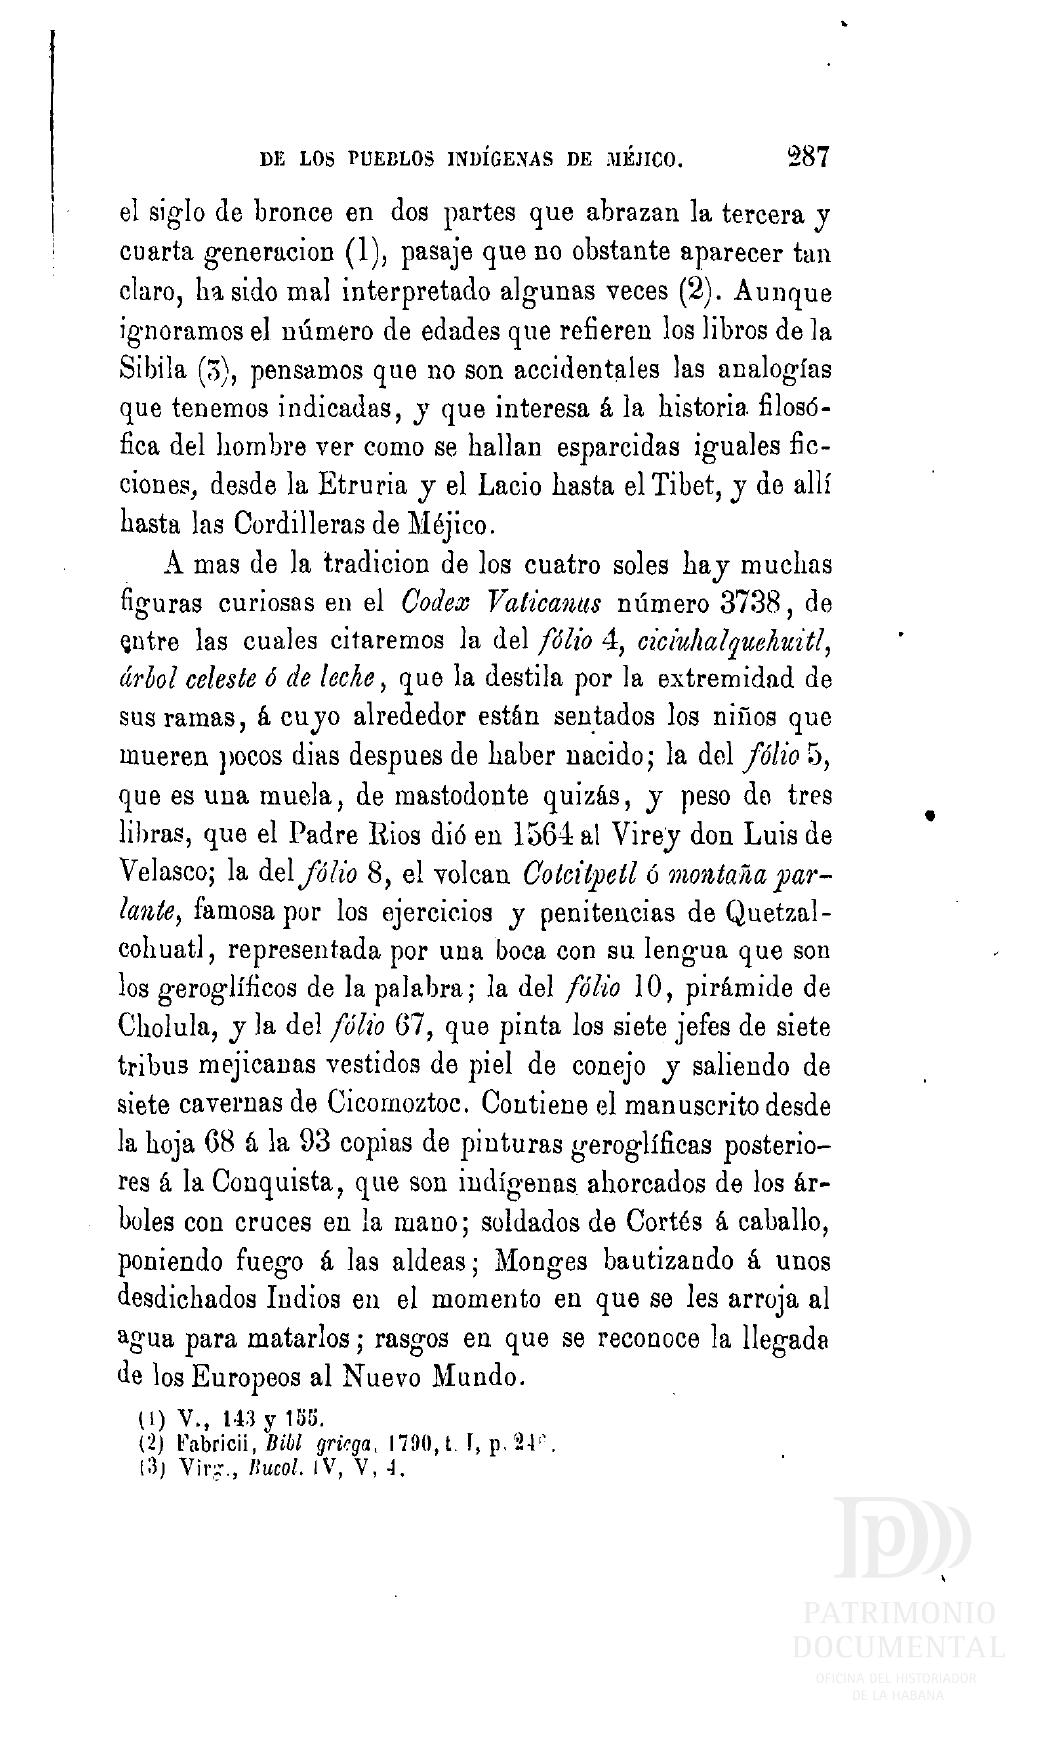 DE LOS PUEBLOS INDÍGENAS DE MÉJICO. 287
el siglo de bronce en dos partes que abrazan la tercera y
cuarta generacion (1), pasaje que no obstante aparecer tan
claro, ha sido mal interpretado algunas veces (2). Aunque
ignoramos el número de edades que refieren los libros de la
Sibila (3), pensamos que no son accidentales las analogías
que tenemos indicadas, y que interesa á la historia filosó-
fica del hombre ver como se hallan esparcidas iguales fic-
ciones, desde la Etruria y el Lacio hasta el Tibet, y de allí
hasta las Cordilleras de Méjico.
A mas de la tradicion de los cuatro soles hay muchas
figuras curiosas en el Codex Vaticanus número 3738, de
entre las cuales citaremos la del fólio 4, ciciuhalquehuitl,
árbol celeste ó de leche, que la destila por la extremidad de
sus ramas, á cuyo alrededor están sentados los niños que
mueren pocos dias despues de haber nacido; la del fólio 5,
que es una muela, de mastodonte quizás, y peso de tres
libras, que el Padre Rios dió en 1564 al Virey don Luis de
Velasco; la del fólio 8, el volcan Cotcitpetl ó montaña par-
lante, famosa por los ejercicios y penitencias de Quetzal-
cohuatl, representada por una boca con su lengua que son
los geroglíficos de la palabra; la del fólio 10, pirámide de
Cholula, y la del fólio 67, que pinta los siete jefes de siete
tribus mejicanas vestidos de piel de conejo y saliendo de
siete cavernas de Cicomoztoc. Contiene el manuscrito desde
la hoja 68 á la 93 copias de pinturas geroglíficas posterio-
res á la Conquista, que son indígenas ahorcados de los ár-
boles con cruces en la mano; soldados de Cortés á caballo,
poniendo fuego á las aldeas; Monges bautizando á unos
desdichados Indios en el momento en que se les arroja al
agua para matarlos; rasgos en que se reconoce la llegada
de los Europeos al Nuevo Mundo.
(1) V., 143 y 155.
(2) Fabricii, Bibl griega, 1790, t. I, p.
(3) Virg., Bucol. IV, V, 4.
PATRIMONIO
DOCUMENTAL
OFICINA DEL HISTORIADOR
DE LA HABANA